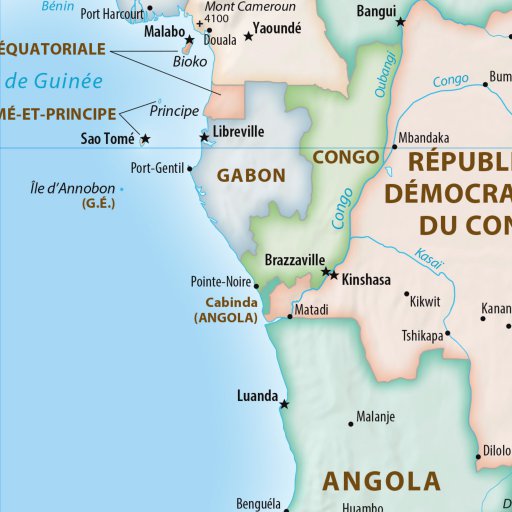 Bénin
Port Harcourt
Mont Cameroun
4100
Malabo
Douala
Yaoundé
Bangui
ÉQUATORIALE
Bioko
de Guinée
Oubangi
Congo
Bum
MÉ-ET-PRINCIPE
Principe
Sao Tomé
Libreville
Mbandaka
Port-Gentil
GABON
CONGO
RÉPUBLI
DÉMOCRA
DU CON
Île d'Annobon
(G.É.)
Congo
Kasaï
Brazzaville
Kinshasa
Pointe-Noire
Cabinda
(ANGOLA)
Matadi
Kikwit
Kanan
Tshikapa
Luanda
Malanje
Dilolo
ANGOLA
Benguéla
Huambo